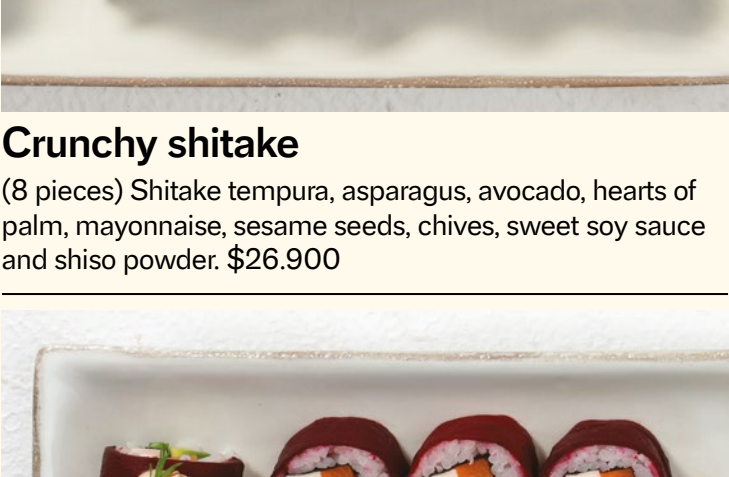 Crunchy shitake
(8 pieces) Shitake tempura, asparagus, avocado, hearts of
palm, mayonnaise, sesame seeds, chives, sweet soy sauce
and shiso powder. $26.900